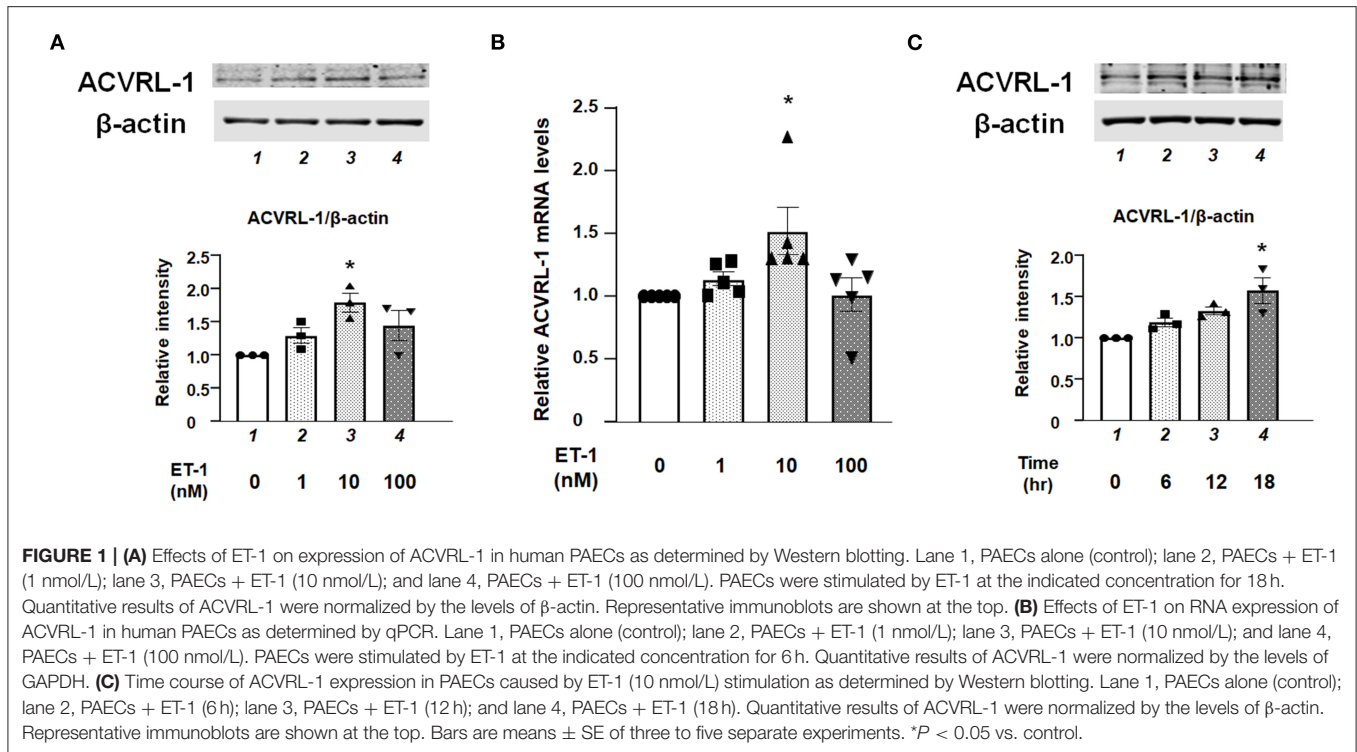 A
ACVRL-1
β-actin
1 2 3 4
ACVRL-1/β-actin
Relative intensity
2.5
2.0
1.5
1.0
0.5
0
*
1 2 3 4
ET-1
(nM)
0 1 10 100
B
Relative ACVRL-1 mRNA levels
2.5
2.0
1.5
1.0
0.5
0
*
ET-1
(nM)
0 1 10 100
C
ACVRL-1
β-actin
1 2 3 4
ACVRL-1/β-actin
Relative intensity
2.0
1.5
1.0
0.5
0
*
1 2 3 4
Time
(hr)
0 6 12 18
FIGURE 1 | (A) Effects of ET-1 on expression of ACVRL-1 in human PAECs as determined by Western blotting. Lane 1, PAECs alone (control); lane 2, PAECs + ET-1
(1 nmol/L); lane 3, PAECs + ET-1 (10 nmol/L); and lane 4, PAECs + ET-1 (100 nmol/L). PAECs were stimulated by ET-1 at the indicated concentration for 18 h.
Quantitative results of ACVRL-1 were normalized by the levels of β-actin. Representative immunoblots are shown at the top. (B) Effects of ET-1 on RNA expression of
ACVRL-1 in human PAECs as determined by qPCR. Lane 1, PAECs alone (control); lane 2, PAECs + ET-1 (1 nmol/L); lane 3, PAECs + ET-1 (10 nmol/L); and lane 4,
PAECs + ET-1 (100 nmol/L). PAECs were stimulated by ET-1 at the indicated concentration for 6 h. Quantitative results of ACVRL-1 were normalized by the levels of
GAPDH. (C) Time course of ACVRL-1 expression in PAECs caused by ET-1 (10 nmol/L) stimulation as determined by Western blotting. Lane 1, PAECs alone (control);
lane 2, PAECs + ET-1 (6 h); lane 3, PAECs + ET-1 (12 h); and lane 4, PAECs + ET-1 (18 h). Quantitative results of ACVRL-1 were normalized by the levels of β-actin.
Representative immunoblots are shown at the top. Bars are means ± SE of three to five separate experiments. *P < 0.05 vs. control.